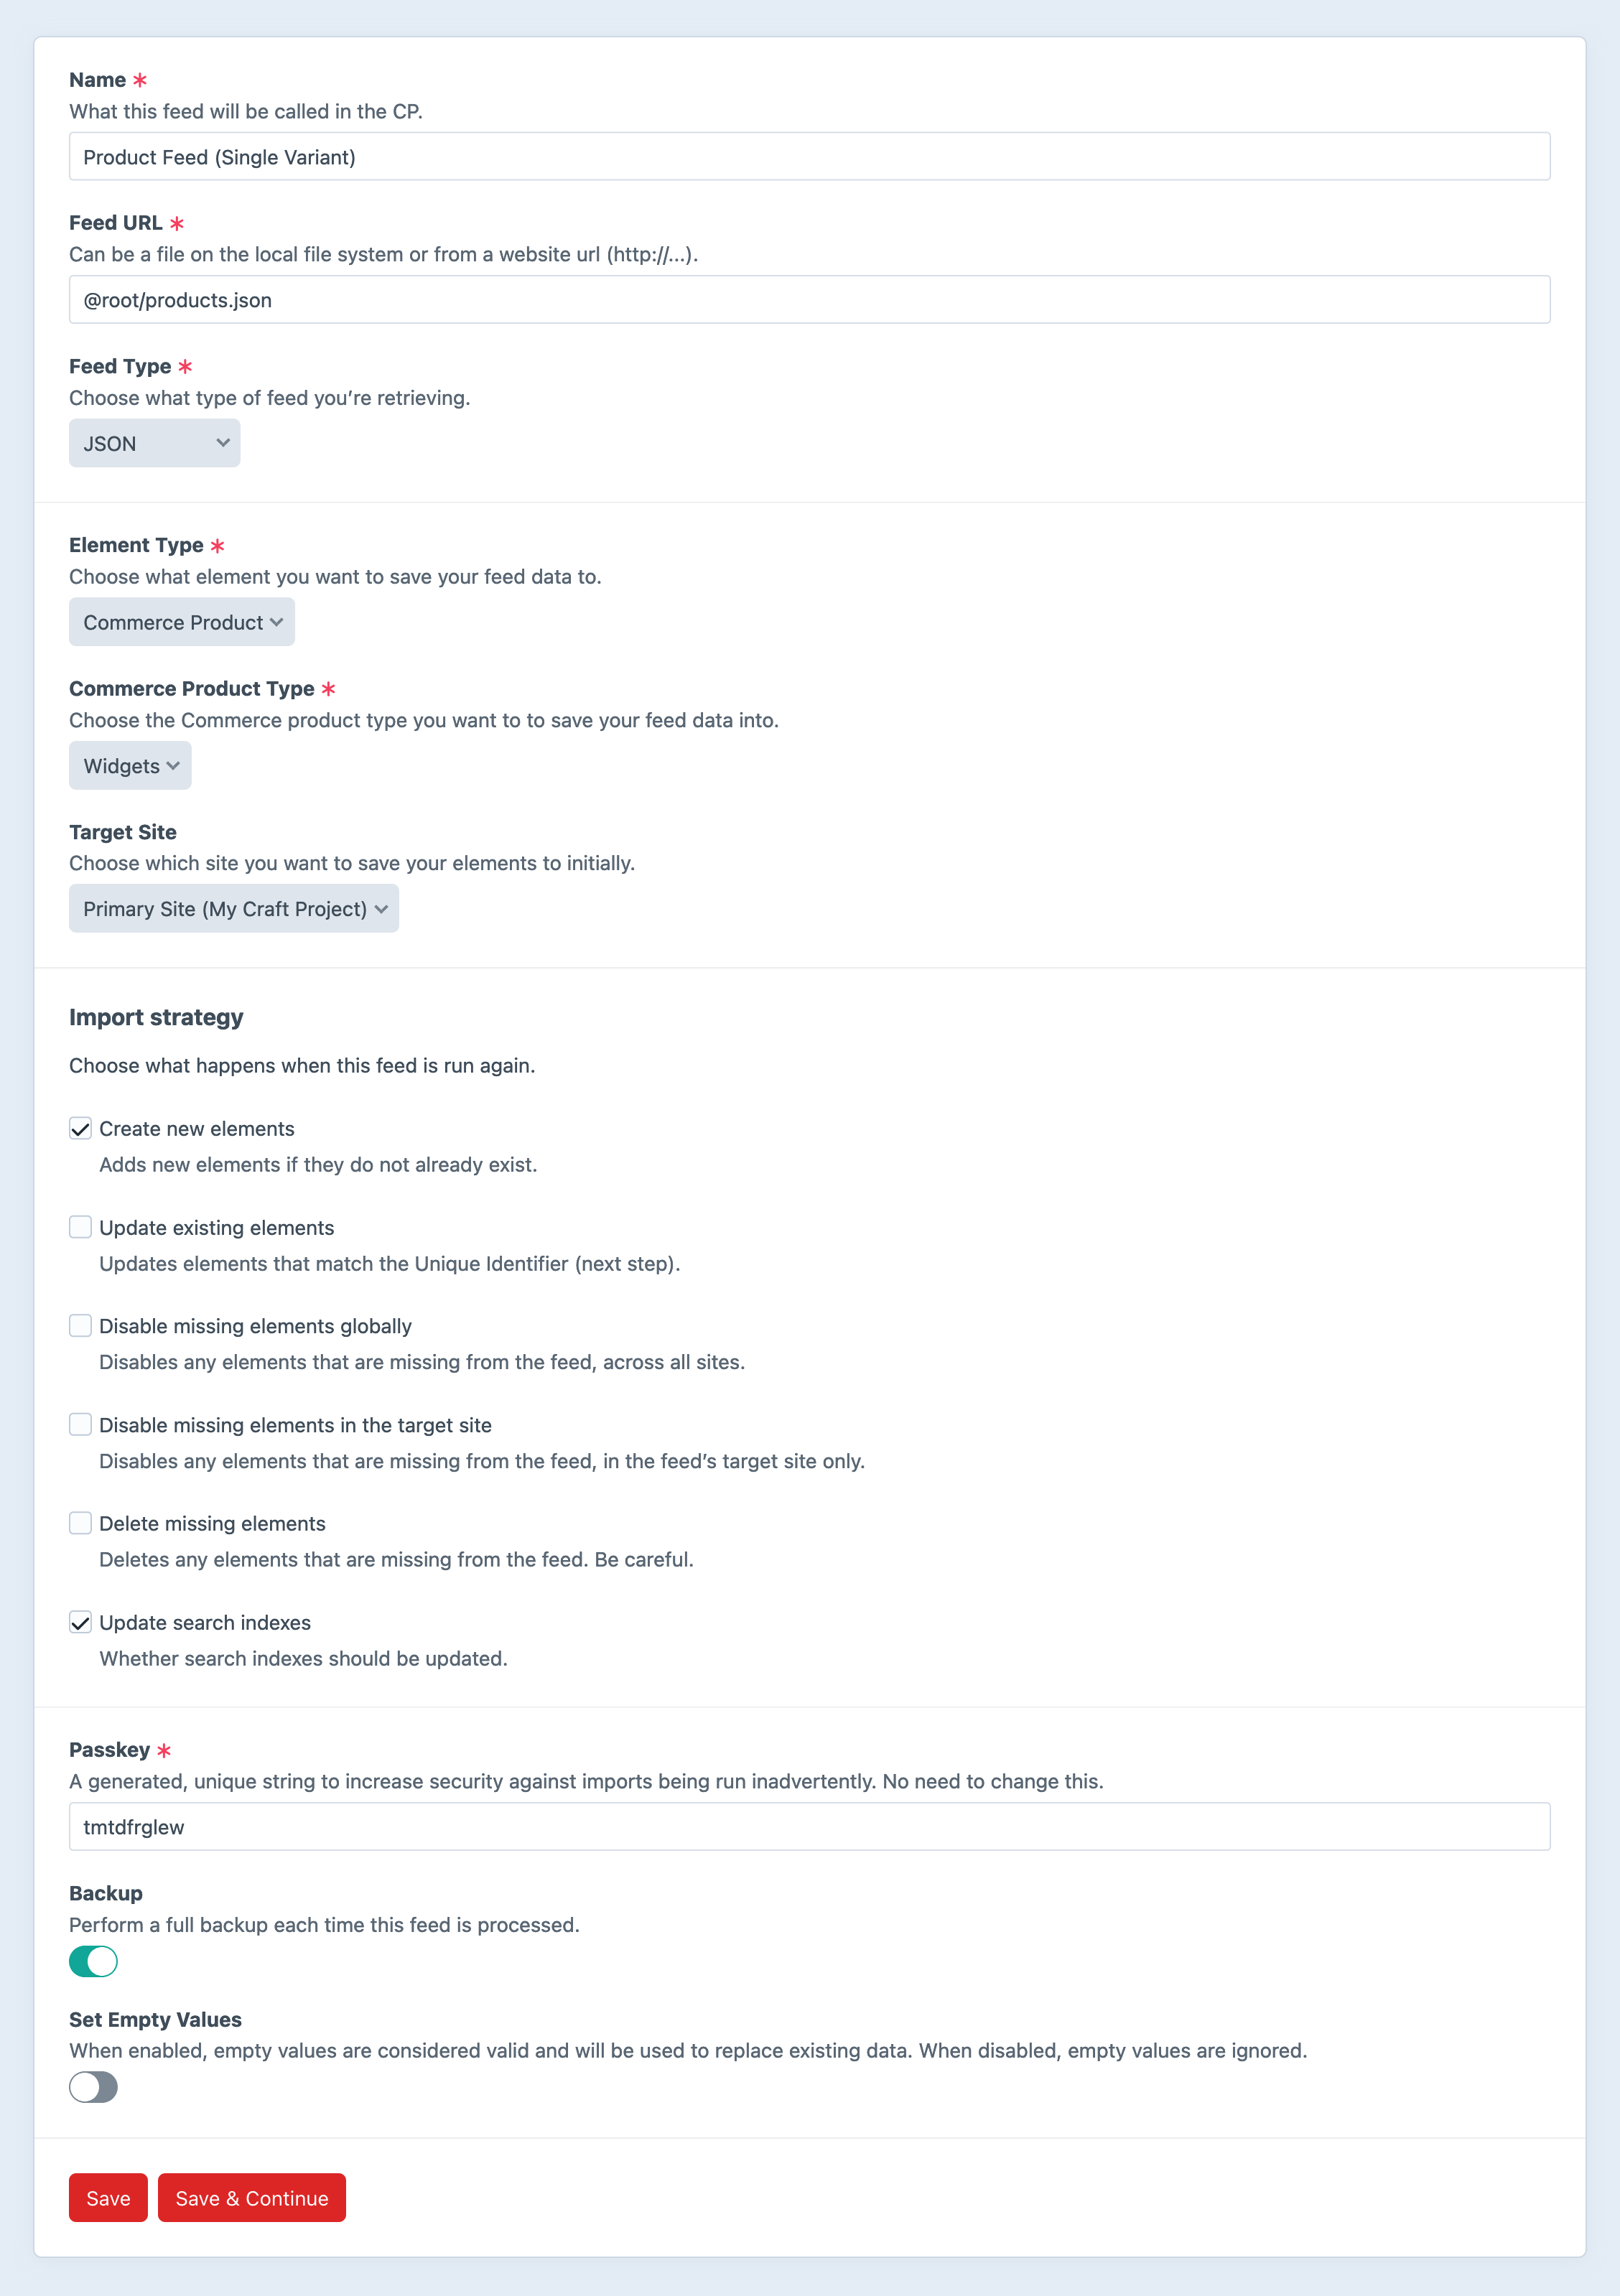 Name *
What this feed will be called in the CP.
Product Feed (Single Variant)
Feed URL *
Can be a file on the local file system or from a website url (http://...).
@root/products.json
Feed Type *
Choose what type of feed you’re retrieving.
JSON
Element Type *
Choose what element you want to save your feed data to.
Commerce Product
Commerce Product Type *
Choose the Commerce product type you want to to save your feed data into.
Widgets
Target Site
Choose which site you want to save your elements to initially.
Primary Site (My Craft Project)
Import strategy
Choose what happens when this feed is run again.
Create new elements
Adds new elements if they do not already exist.
Update existing elements
Updates elements that match the Unique Identifier (next step).
Disable missing elements globally
Disables any elements that are missing from the feed, across all sites.
Disable missing elements in the target site
Disables any elements that are missing from the feed, in the feed’s target site only.
Delete missing elements
Deletes any elements that are missing from the feed. Be careful.
Update search indexes
Whether search indexes should be updated.
Passkey *
A generated, unique string to increase security against imports being run inadvertently. No need to change this.
tmtdfrglew
Backup
Perform a full backup each time this feed is processed.
Set Empty Values
When enabled, empty values are considered valid and will be used to replace existing data. When disabled, empty values are ignored.
Save
Save & Continue